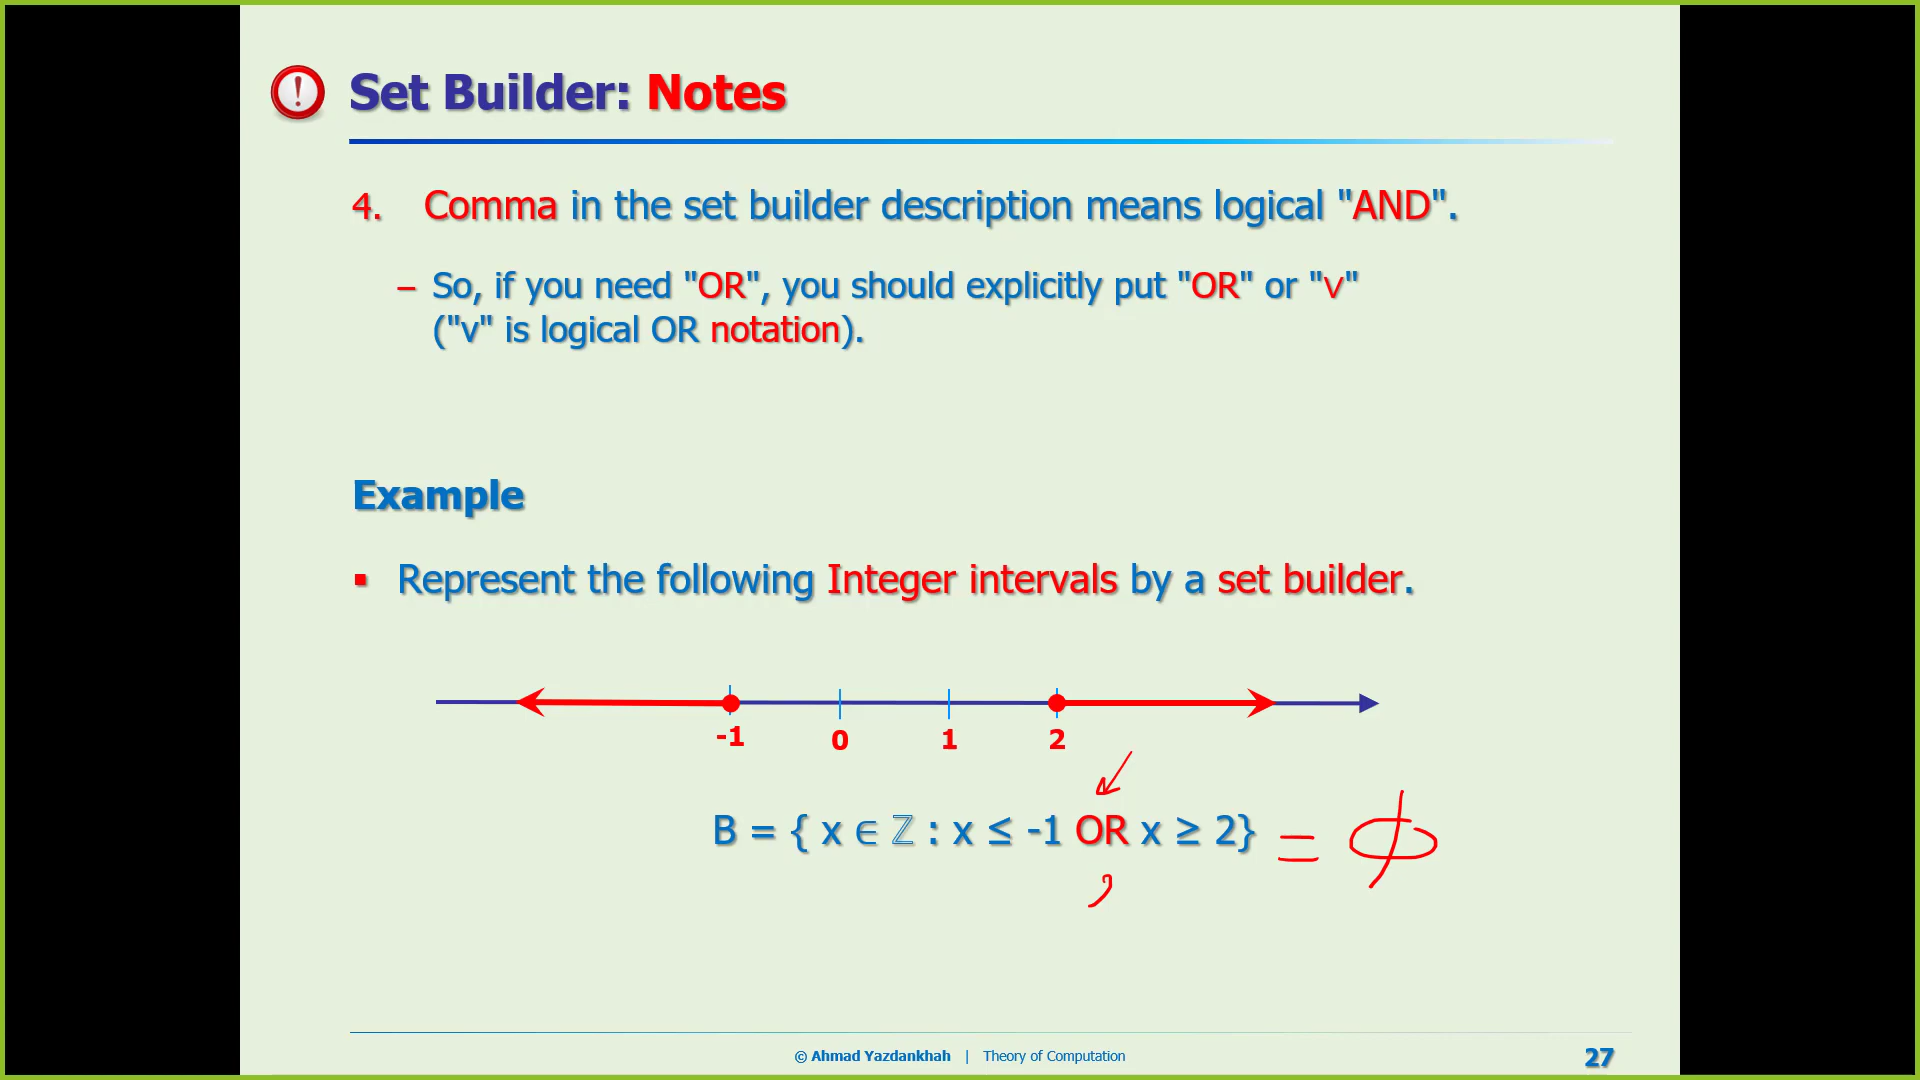 Set Builder: Notes
4. Comma in the set builder description means logical "AND".
– So, if you need "OR", you should explicitly put "OR" or "∨"
("v" is logical OR notation).
Example
▪ Represent the following Integer intervals by a set builder.
-1 0 1 2
B = { x ∈ ℤ : x ≤ -1 OR x ≥ 2} = ϕ
,
© Ahmad Yazdankhah | Theory of Computation
27